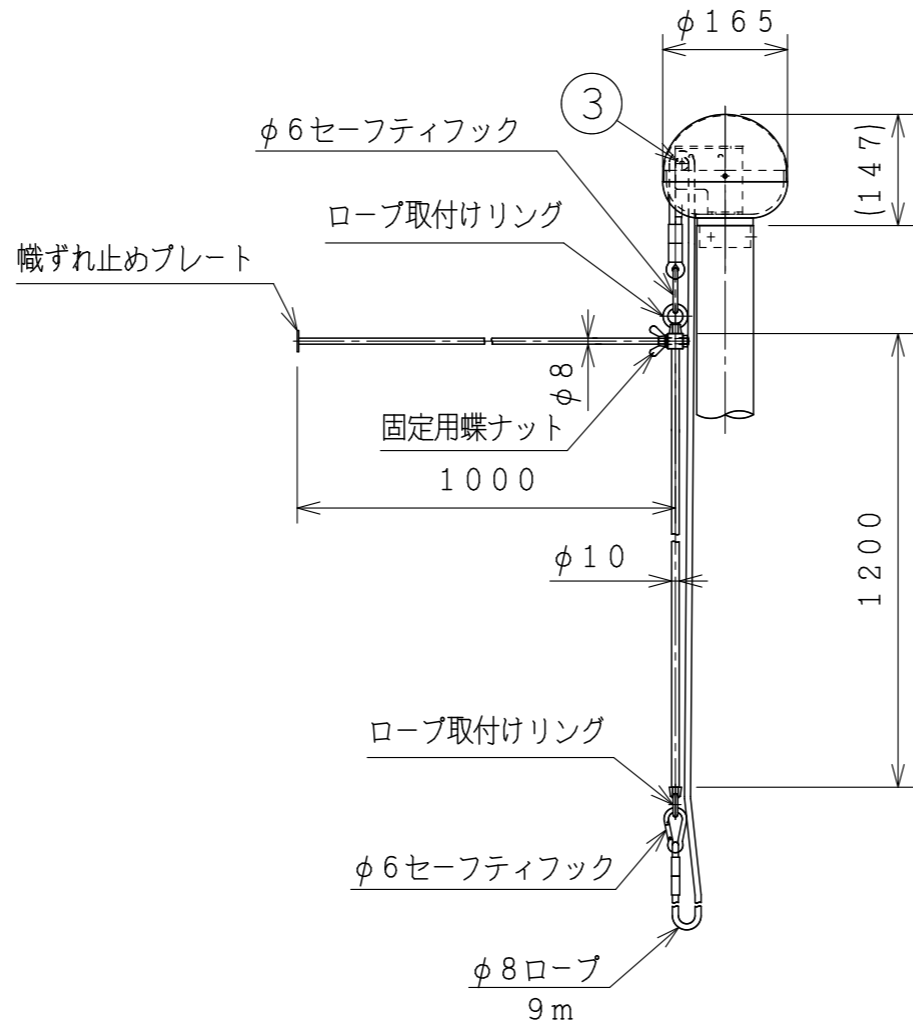 φ165
③
φ6セーフティフック
(147)
ロープ取付けリング
幟ずれ止めプレート
φ8
固定用蝶ナット
1000
1200
φ10
ロープ取付けリング
φ6セーフティフック
φ8ロープ
9m